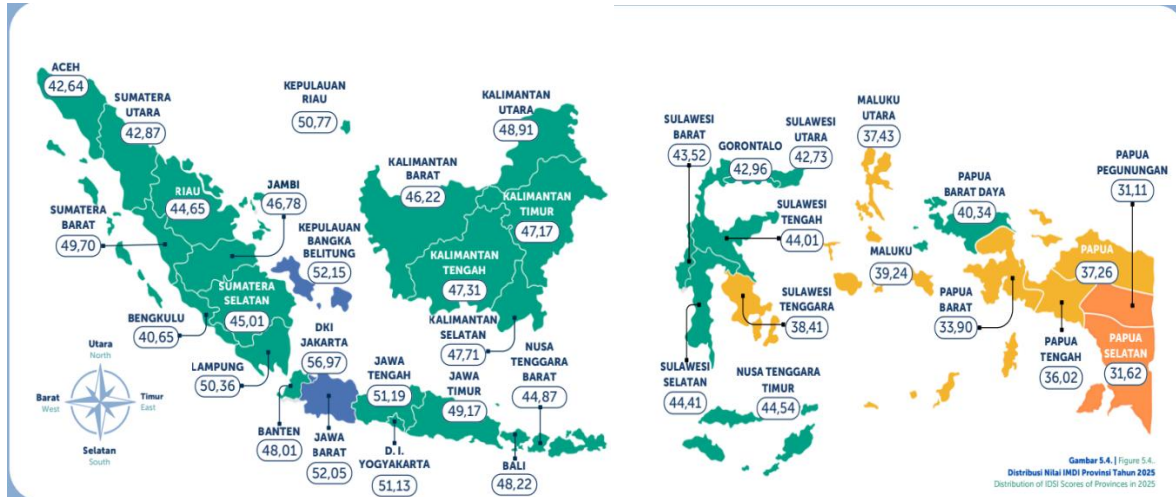 ACEH
42,64
SUMATERA
UTARA
42,87
KEPULAUAN
RIAU
50,77
KALIMANTAN
UTARA
48,91
RIAU
44,65
JAMBI
46,78
KALIMANTAN
BARAT
46,22
KALIMANTAN
TIMUR
47,17
SUMATERA
BARAT
49,70
KEPULAUAN
BANGKA
BELITUNG
52,15
KALIMANTAN
TENGAH
47,31
SUMATERA
SELATAN
45,01
BENGKULU
40,65
DKI
JAKARTA
56,97
KALIMANTAN
SELATAN
47,71
NUSA
TENGGARA
BARAT
44,87
LAMPUNG
50,36
JAWA
TENGAH
51,19
JAWA
TIMUR
49,17
BANTEN
48,01
JAWA
BARAT
52,05
D. I.
YOGYAKARTA
51,13
BALI
48,22
Utara
North
Barat
West
Timur
East
Selatan
South
SULAWESI
BARAT
43,52
GORONTALO
42,96
SULAWESI
UTARA
42,73
MALUKU
UTARA
37,43
PAPUA
BARAT DAYA
40,34
PAPUA
PEGUNUNGAN
31,11
SULAWESI
TENGAH
44,01
MALUKU
39,24
PAPUA
37,26
SULAWESI
TENGGARA
38,41
PAPUA
BARAT
33,90
PAPUA
TENGAH
36,02
PAPUA
SELATAN
31,62
SULAWESI
SELATAN
44,41
NUSA TENGGARA
TIMUR
44,54
Gambar 5.4. | Figure 5.4..
Distribusi Nilai IMDI Provinsi Tahun 2025
Distribution of IDSI Scores of Provinces in 2025